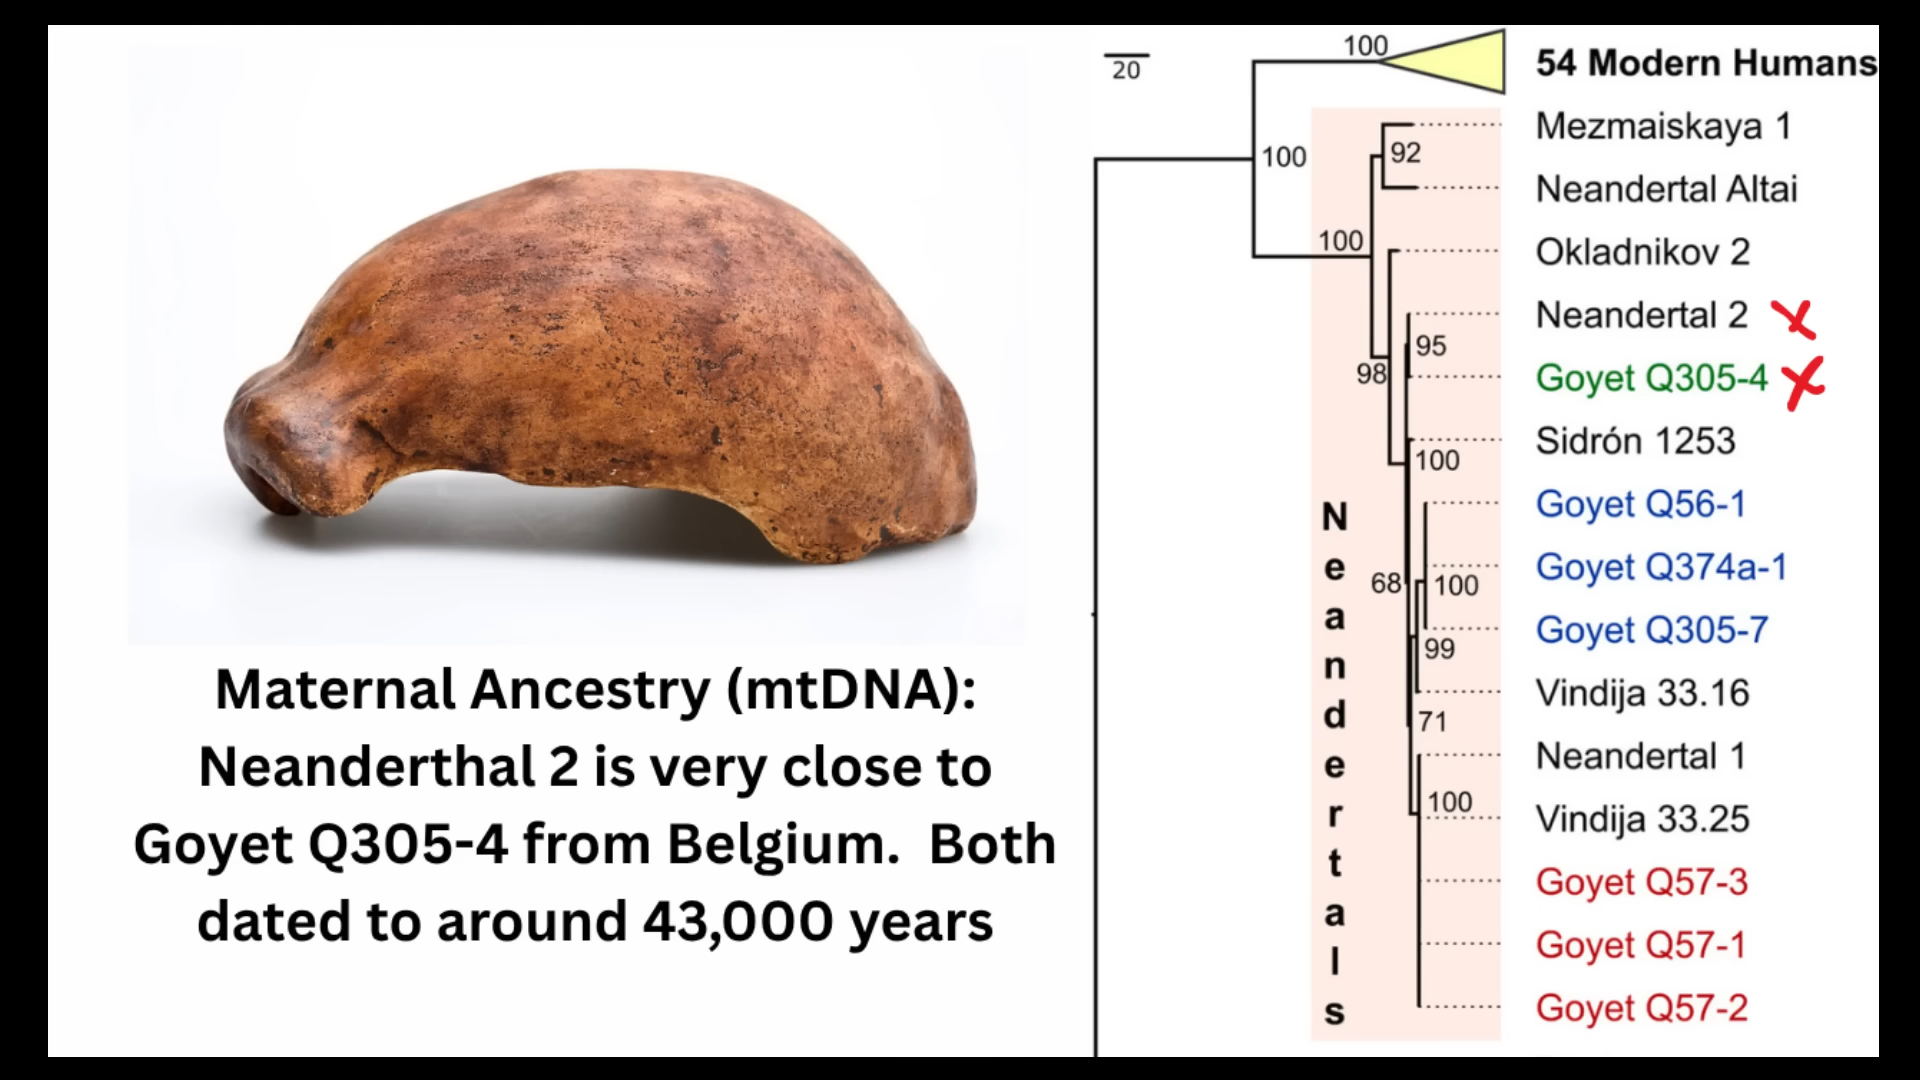 Maternal Ancestry (mtDNA):
Neanderthal 2 is very close to
Goyet Q305-4 from Belgium.  Both
dated to around 43,000 years
20
100
54 Modern Humans
100
Mezmaiskaya 1
92
Neandertal Altai
100
Okladnikov 2
Neandertal 2
95
98
Goyet Q305-4
Sidrón 1253
100
Goyet Q56-1
Goyet Q374a-1
68
100
Goyet Q305-7
99
Vindija 33.16
71
Neandertal 1
100
Vindija 33.25
Goyet Q57-3
Goyet Q57-1
Goyet Q57-2
Neandertals